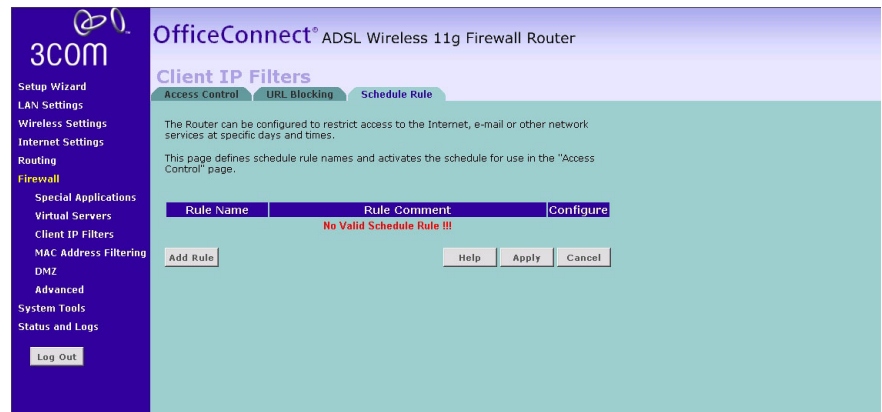 3COM
OfficeConnect® ADSL Wireless 11g Firewall Router
Client IP Filters
Access Control URL Blocking Schedule Rule
Setup Wizard
LAN Settings
Wireless Settings
Internet Settings
Routing
Firewall
Special Applications
Virtual Servers
Client IP Filters
MAC Address Filtering
DMZ
Advanced
System Tools
Status and Logs
Log Out
The Router can be configured to restrict access to the Internet, e-mail or other network
services at specific days and times.
This page defines schedule rule names and activates the schedule for use in the "Access
Control" page.
Rule Name Rule Comment Configure
No Valid Schedule Rule !!!
Add Rule Help Apply Cancel